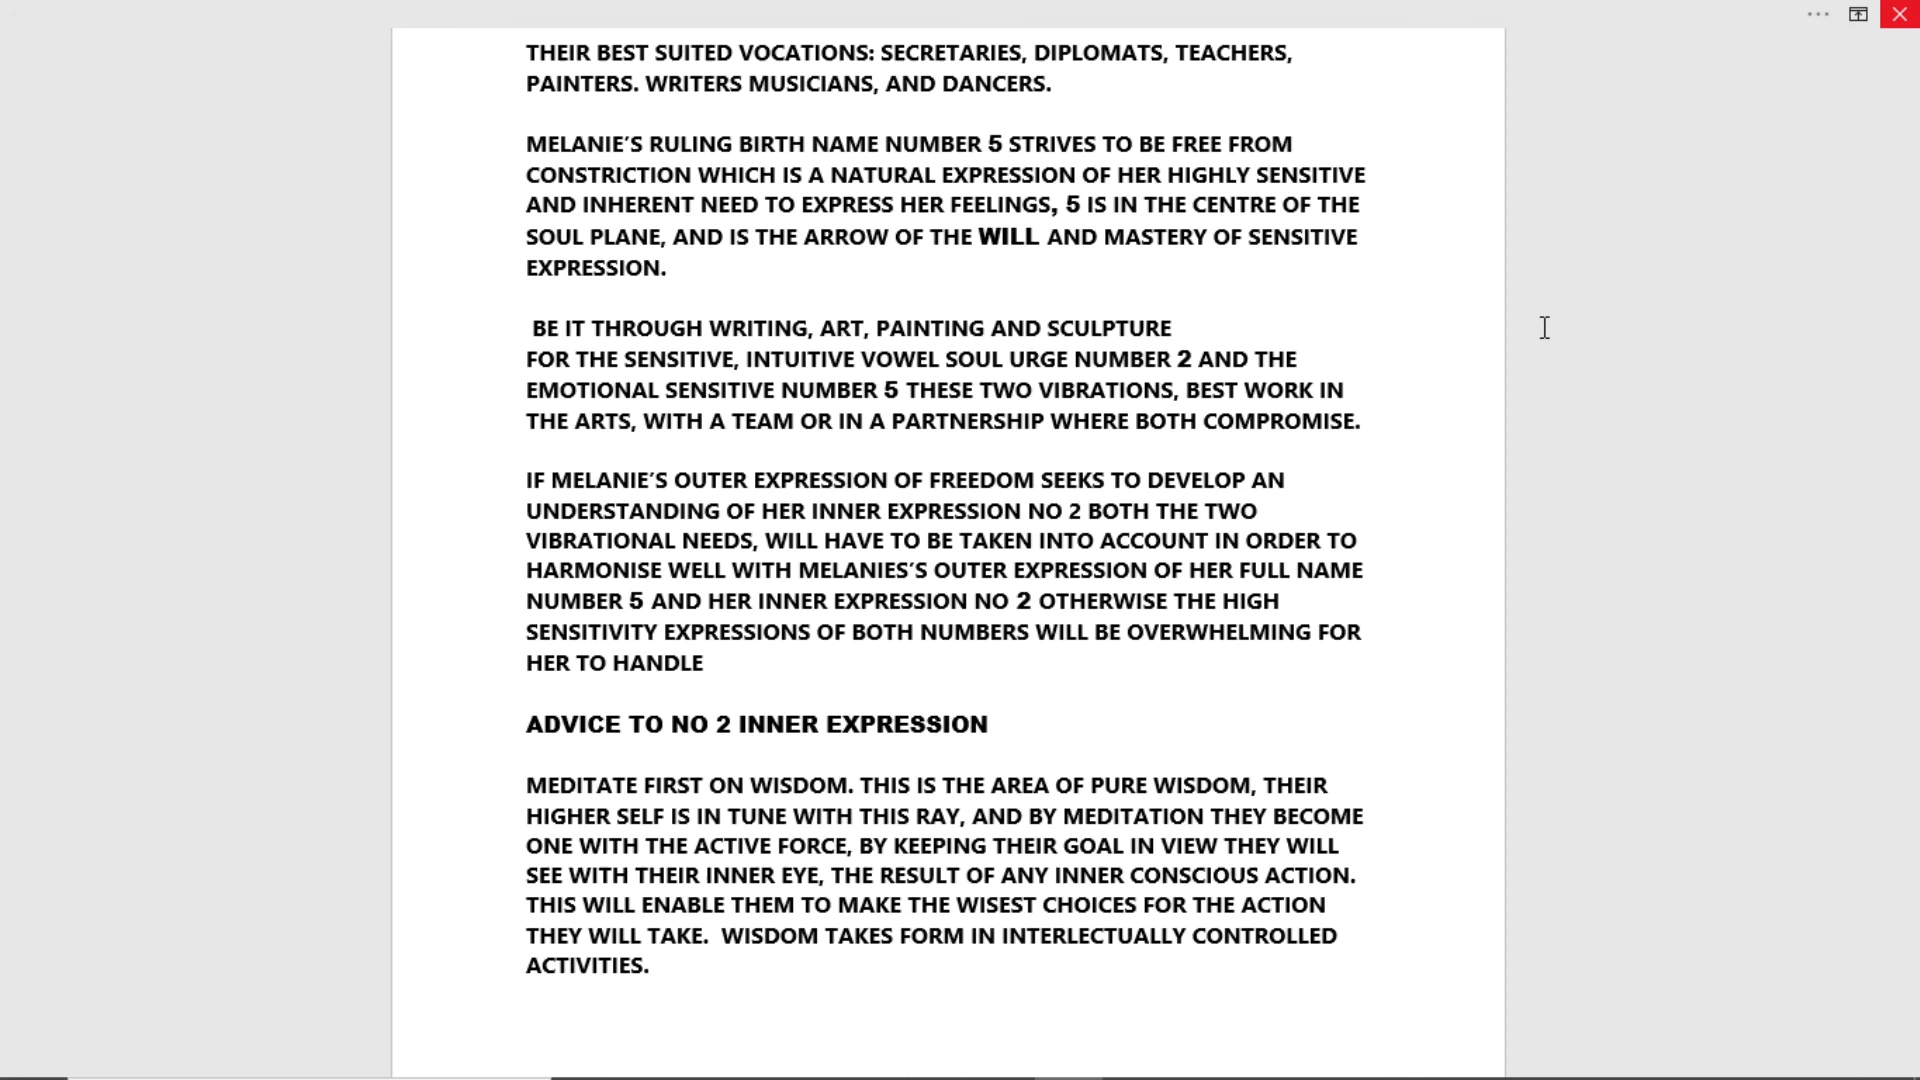 THEIR BEST SUITED VOCATIONS: SECRETARIES, DIPLOMATS, TEACHERS,
PAINTERS. WRITERS MUSICIANS, AND DANCERS.
MELANIE'S RULING BIRTH NAME NUMBER 5 STRIVES TO BE FREE FROM
CONSTRICTION WHICH IS A NATURAL EXPRESSION OF HER HIGHLY SENSITIVE
AND INHERENT NEED TO EXPRESS HER FEELINGS, 5 IS IN THE CENTRE OF THE
SOUL PLANE, AND IS THE ARROW OF THE WILL AND MASTERY OF SENSITIVE
EXPRESSION.
BE IT THROUGH WRITING, ART, PAINTING AND SCULPTURE
FOR THE SENSITIVE, INTUITIVE VOWEL SOUL URGE NUMBER 2 AND THE
EMOTIONAL SENSITIVE NUMBER 5 THESE TWO VIBRATIONS, BEST WORK IN
THE ARTS, WITH A TEAM OR IN A PARTNERSHIP WHERE BOTH COMPROMISE.
IF MELANIE'S OUTER EXPRESSION OF FREEDOM SEEKS TO DEVELOP AN
UNDERSTANDING OF HER INNER EXPRESSION NO 2 BOTH THE TWO
VIBRATIONAL NEEDS, WILL HAVE TO BE TAKEN INTO ACCOUNT IN ORDER TO
HARMONISE WELL WITH MELANIES'S OUTER EXPRESSION OF HER FULL NAME
NUMBER 5 AND HER INNER EXPRESSION NO 2 OTHERWISE THE HIGH
SENSITIVITY EXPRESSIONS OF BOTH NUMBERS WILL BE OVERWHELMING FOR
HER TO HANDLE
ADVICE TO NO 2 INNER EXPRESSION
MEDITATE FIRST ON WISDOM. THIS IS THE AREA OF PURE WISDOM, THEIR
HIGHER SELF IS IN TUNE WITH THIS RAY, AND BY MEDITATION THEY BECOME
ONE WITH THE ACTIVE FORCE, BY KEEPING THEIR GOAL IN VIEW THEY WILL
SEE WITH THEIR INNER EYE, THE RESULT OF ANY INNER CONSCIOUS ACTION.
THIS WILL ENABLE THEM TO MAKE THE WISEST CHOICES FOR THE ACTION
THEY WILL TAKE.  WISDOM TAKES FORM IN INTERLECTUALLY CONTROLLED
ACTIVITIES.